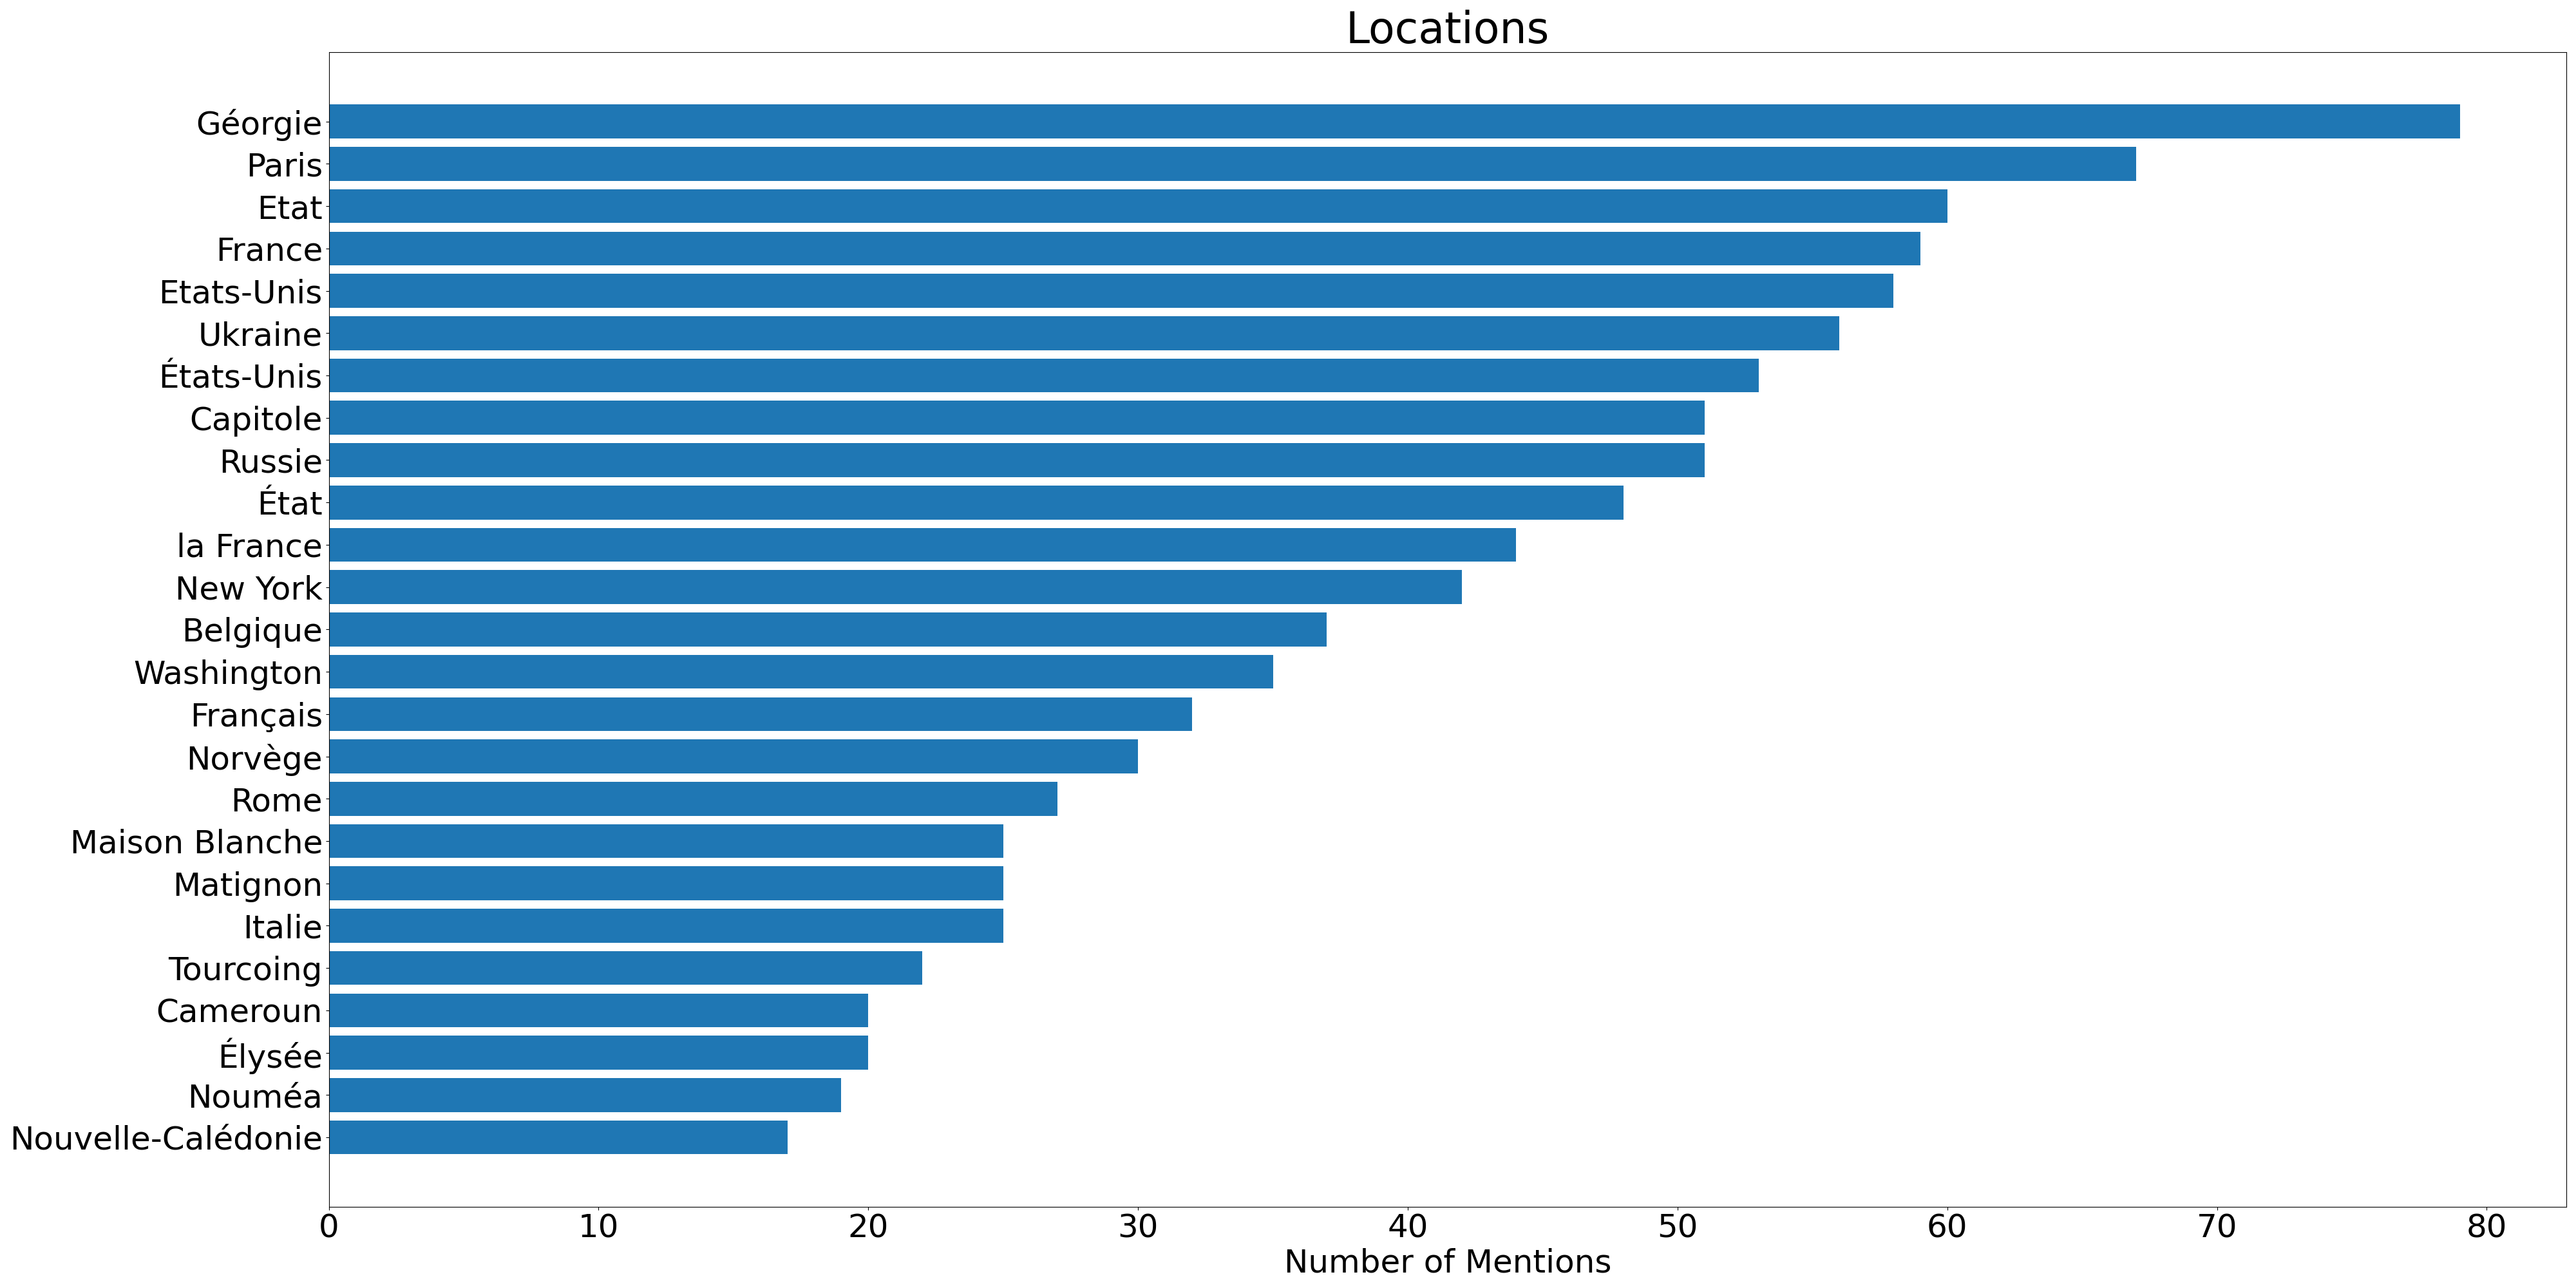 Locations
Géorgie
Paris
Etat
France
Etats-Unis
Ukraine
États-Unis
Capitole
Russie
État
la France
New York
Belgique
Washington
Français
Norvège
Rome
Maison Blanche
Matignon
Italie
Tourcoing
Cameroun
Élysée
Nouméa
Nouvelle-Calédonie
0 10 20 30 40 50 60 70 80
Number of Mentions